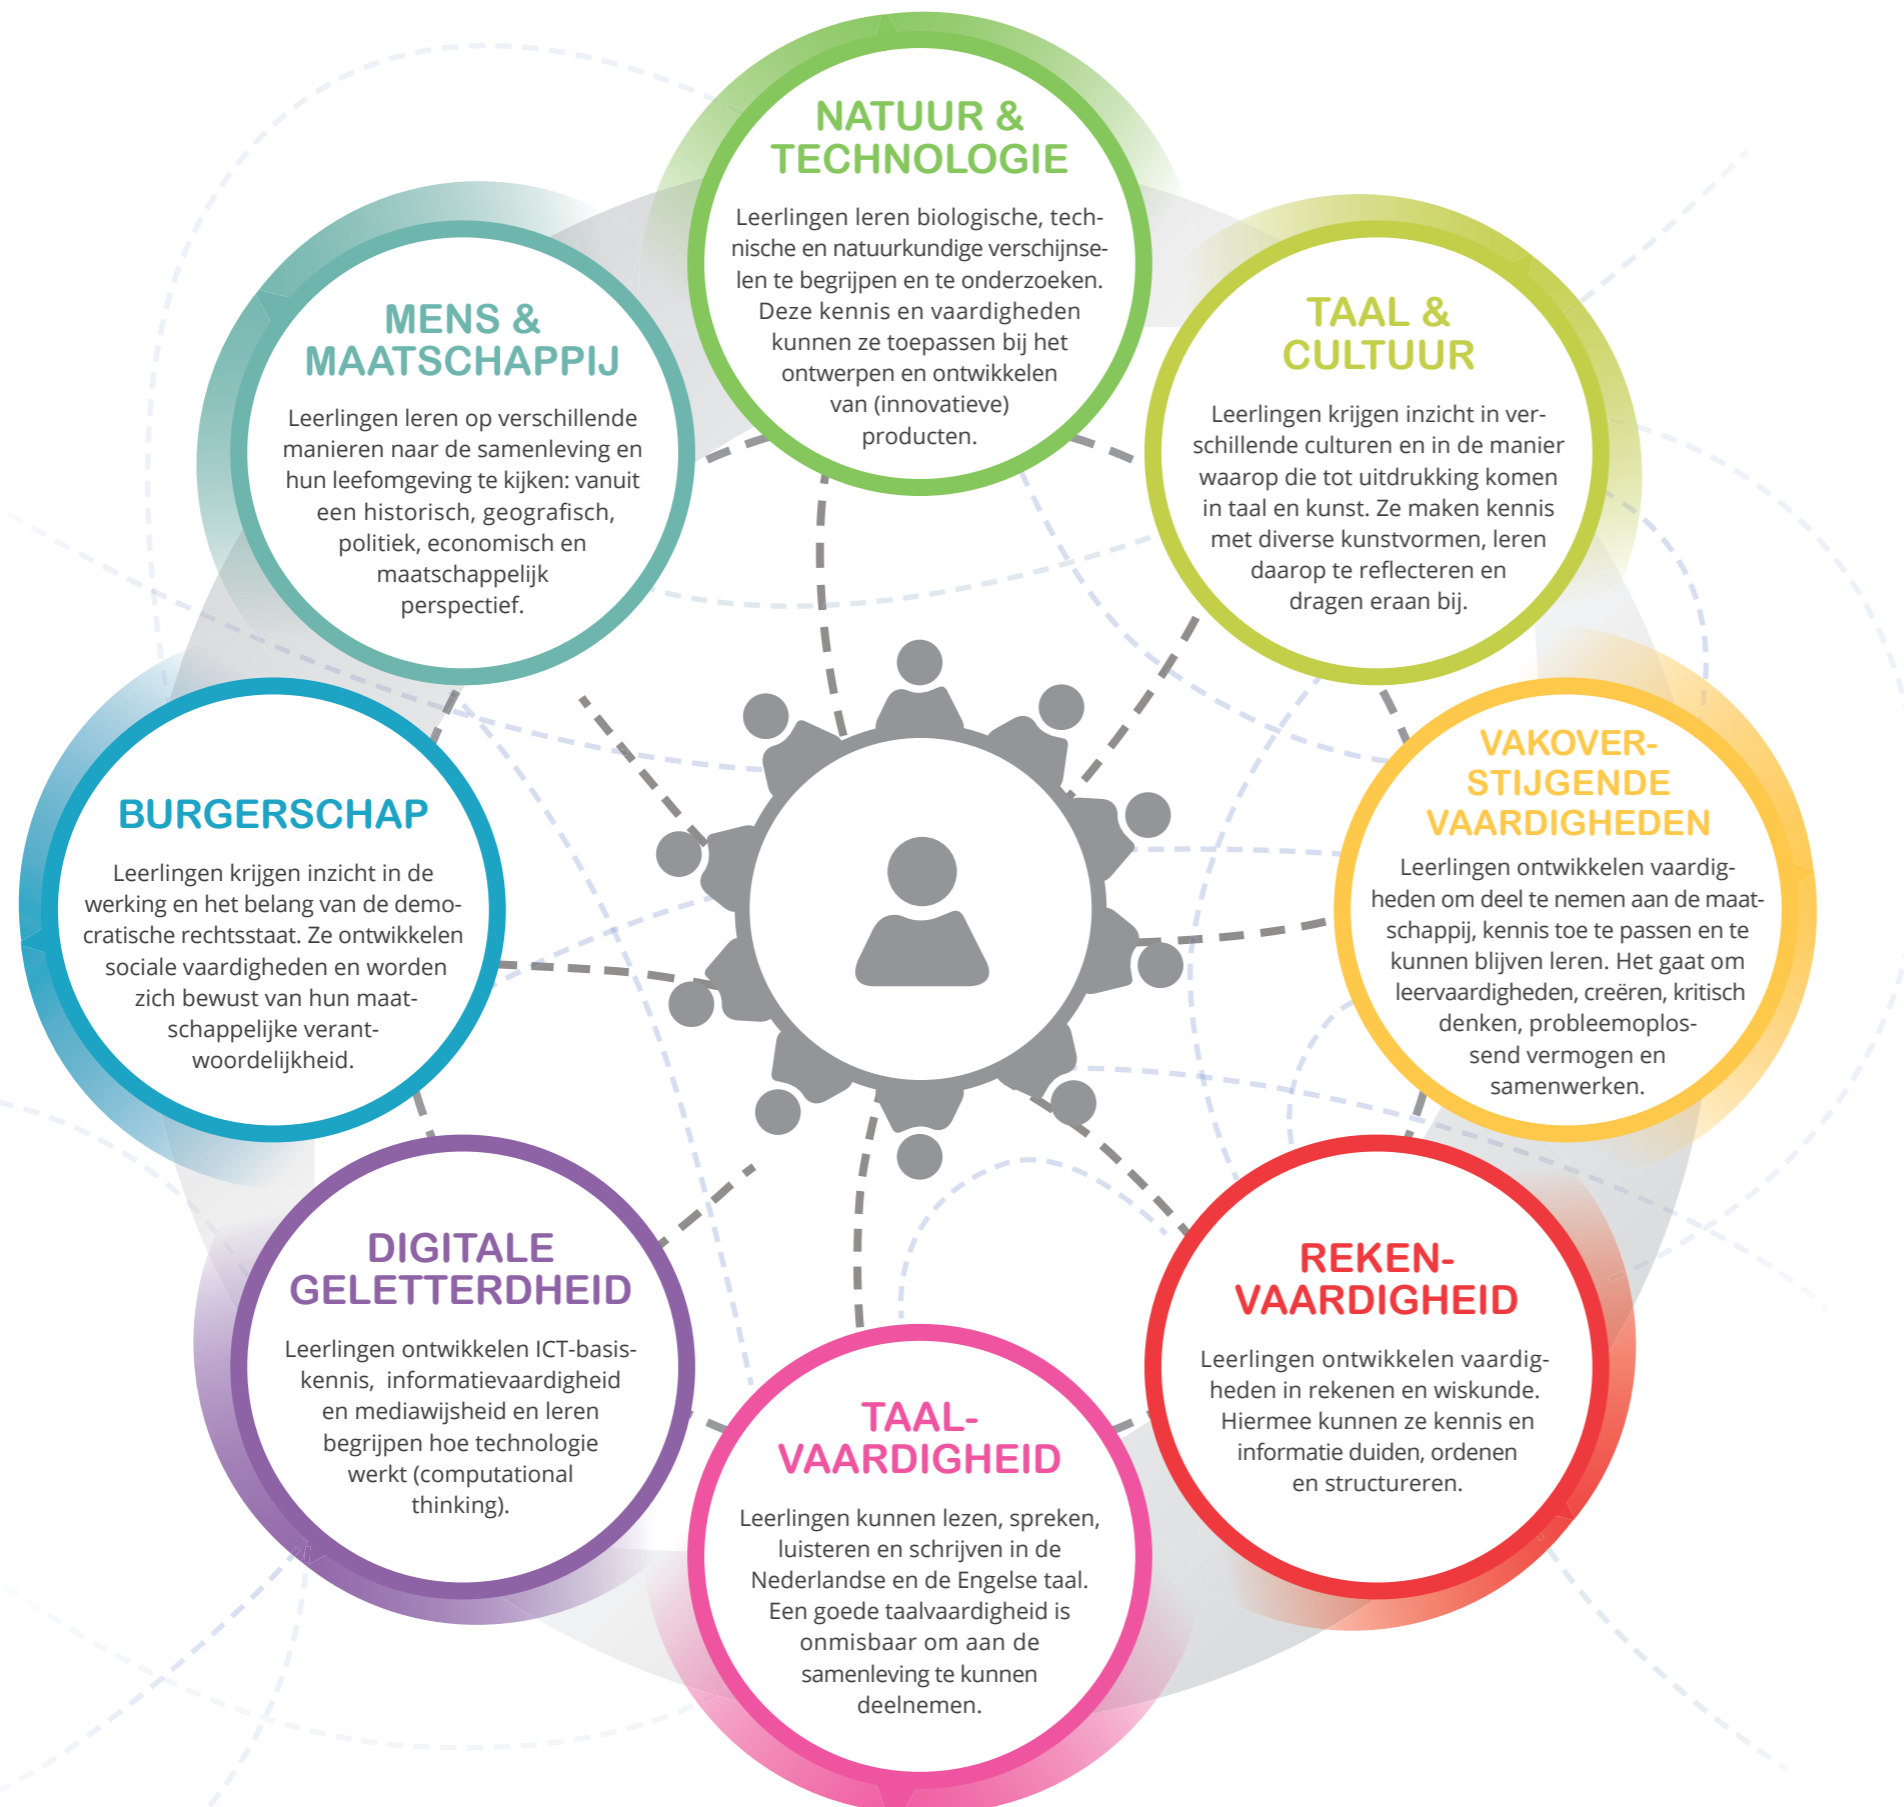 NATUUR &
TECHNOLOGIE
Leerlingen leren biologische, tech-
nische en natuurkundige verschijnse-
len te begrijpen en te onderzoeken.
Deze kennis en vaardigheden
kunnen ze toepassen bij het
ontwerpen en ontwikkelen
van (innovatieve)
producten.
TAAL &
CULTUUR
Leerlingen krijgen inzicht in ver-
schillende culturen en in de manier
waarop die tot uitdrukking komen
in taal en kunst. Ze maken kennis
met diverse kunstvormen, leren
daarop te reflecteren en
dragen eraan bij.
VAKOVER-
STIJGENDE
VAARDIGHEDEN
Leerlingen ontwikkelen vaardig-
heden om deel te nemen aan de maat-
schappij, kennis toe te passen en te
kunnen blijven leren. Het gaat om
leervaardigheden, creëren, kritisch
denken, probleemoplos-
send vermogen en
samenwerken.
REKEN-
VAARDIGHEID
Leerlingen ontwikkelen vaardig-
heden in rekenen en wiskunde.
Hiermee kunnen ze kennis en
informatie duiden, ordenen
en structureren.
TAAL-
VAARDIGHEID
Leerlingen kunnen lezen, spreken,
luisteren en schrijven in de
Nederlandse en de Engelse taal.
Een goede taalvaardigheid is
onmisbaar om aan de
samenleving te kunnen
deelnemen.
DIGITALE
GELETTERDHEID
Leerlingen ontwikkelen ICT-basis-
kennis, informatievaardigheid
en mediawijsheid en leren
begrijpen hoe technologie
werkt (computational
thinking).
BURGERSCHAP
Leerlingen krijgen inzicht in de
werking en het belang van de demo-
cratische rechtsstaat. Ze ontwikkelen
sociale vaardigheden en worden
zich bewust van hun maat-
schappelijke verant-
woordelijkheid.
MENS &
MAATSCHAPPIJ
Leerlingen leren op verschillende
manieren naar de samenleving en
hun leefomgeving te kijken: vanuit
een historisch, geografisch,
politiek, economisch en
maatschappelijk
perspectief.